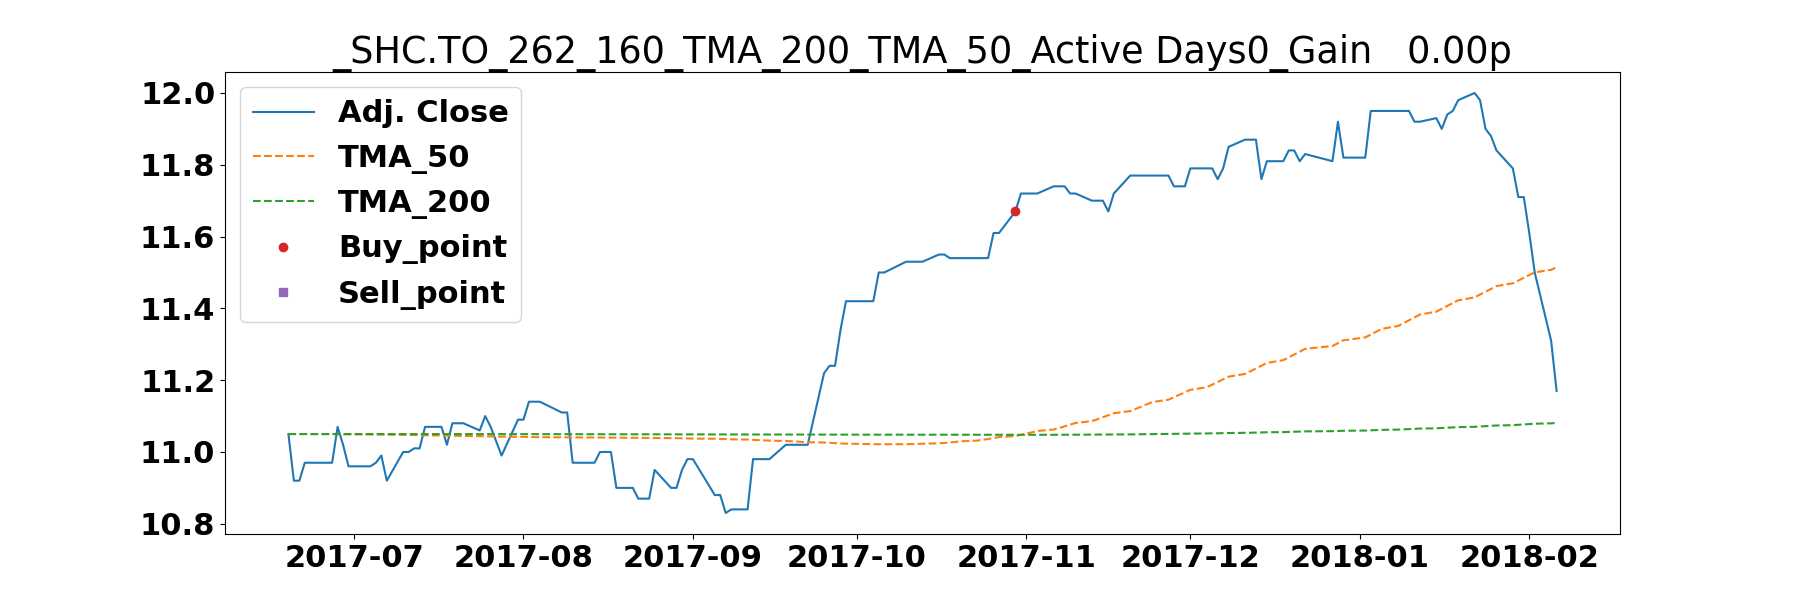 _SHC.TO_262_160_TMA_200_TMA_50_Active Days0_Gain   0.00p
12.0
11.8
11.6
11.4
11.2
11.0
10.8
Adj. Close
TMA_50
TMA_200
Buy_point
Sell_point
2017-07 2017-08 2017-09 2017-10 2017-11 2017-12 2018-01 2018-02